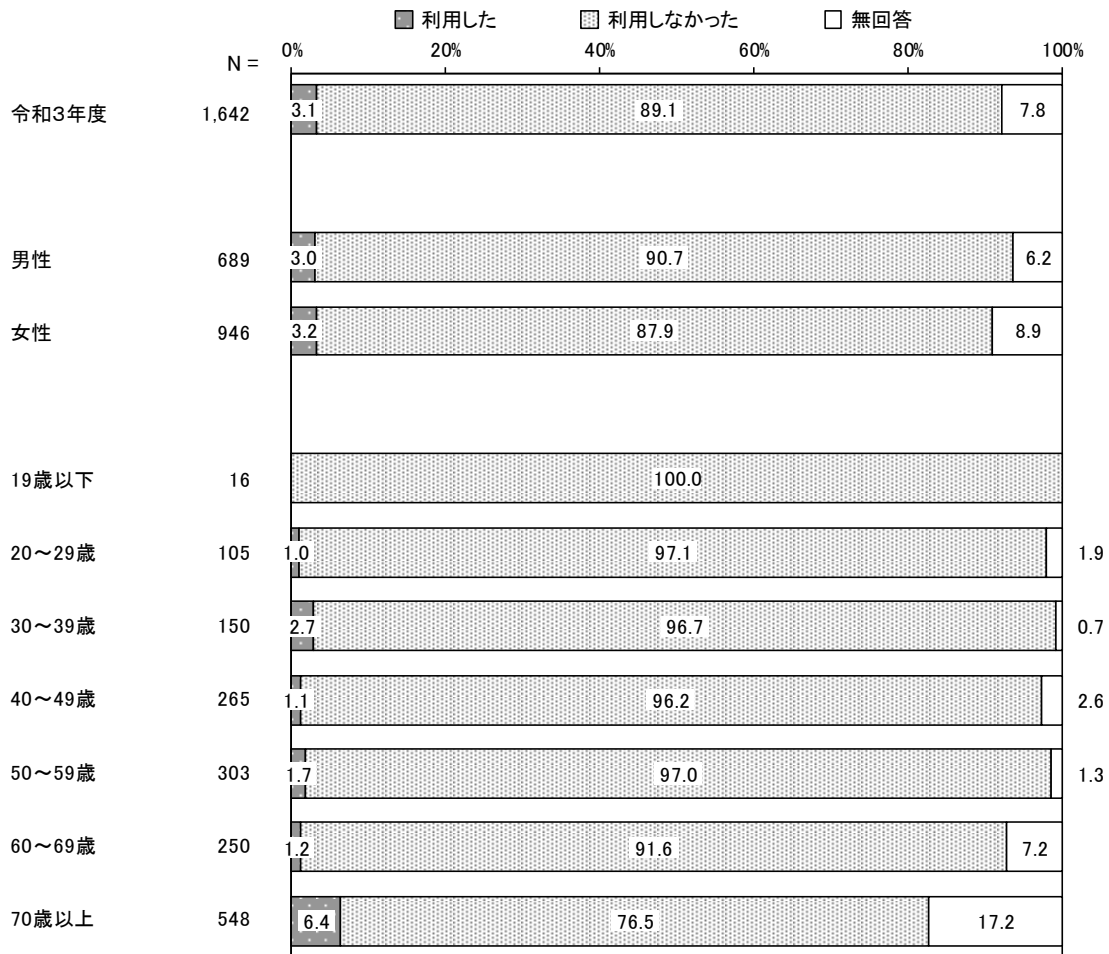 利用した 利用しなかった 無回答
N = 0% 20% 40% 60% 80% 100%
令和3年度 1,642 3.1 89.1 7.8
男性 689 3.0 90.7 6.2
女性 946 3.2 87.9 8.9
19歳以下 16 100.0
20～29歳 105 1.0 97.1 1.9
30～39歳 150 2.7 96.7 0.7
40～49歳 265 1.1 96.2 2.6
50～59歳 303 1.7 97.0 1.3
60～69歳 250 1.2 91.6 7.2
70歳以上 548 6.4 76.5 17.2